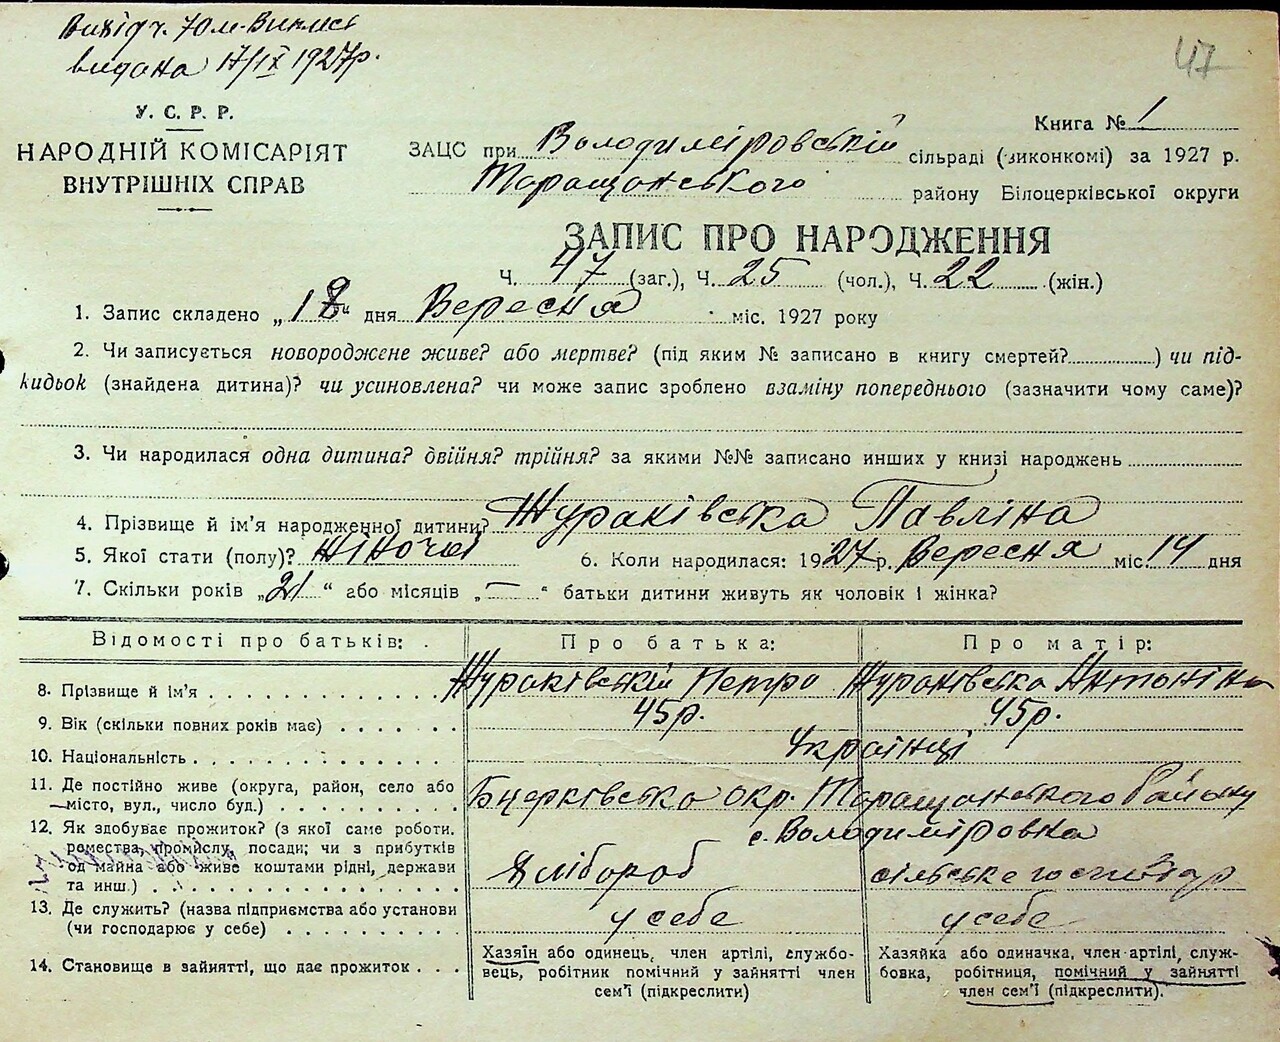 видана 17/IX 1927р.
47
У. С. Р. Р.
НАРОДНІЙ КОМІСАРІЯТ
ВНУТРІШНІХ СПРАВ
Книга № 1
ЗАЦС при Володиміровській сільраді (виконкомі) за 1927 р.
Таращанського району Білоцерківської округи
ЗАПИС ПРО НАРОДЖЕННЯ
Ч. 47 (заг.), Ч. 25 (чол.), Ч. 22 (жін.)
1. Запис складено „18“ дня Вересня міс. 1927 року
2. Чи записується новороджене живе? або мертве? (під яким № записано в книгу смертей?) чи під-
кидьок (знайдена дитина)? чи усиновлена? чи може запис зроблено взаміну попереднього (зазначити чому саме)?
3. Чи народилася одна дитина? двійня? трійня? за якими №№ записано инших у книзі народжень
4. Прізвище й ім'я народженної дитини? Жураківська Павліна
5. Якої стати (полу)? жіночої 6. Коли народилася: 1927 р. Вересня міс. 14 дня
7. Скільки років „21“ або місяців „—“ батьки дитини живуть як чоловік і жінка?
Відомості про батьків: Про батька: Про матір:
8. Прізвище й ім'я Жураківський Петро Жураківська Антоніна
9. Вік (скільки повних років має) 45р. 45р.
10. Національність Українці
11. Де постійно живе (округа, район, село або
місто, вул., число буд.) Бцерківська окр. Таращанського Району
с. Володиміровка
12. Як здобуває прожиток? (з якої саме роботи.
ремества, промислу, посади; чи з прибутків
од майна або живе коштами рідні, держави
та инш.) Хлібороб сільське господар
13. Де служить? (назва підприємства або установи
(чи господарює у себе) у себе у себе
14. Становище в зайнятті, що дає прожиток
Хазяїн або одинець, член артілі, службо-
вець, робітник помічний у зайнятті член
сем'ї (підкреслити)
Хазяйка або одиначка, член артілі, служ-
бовка, робітниця, помічний у зайнятті
член сем'ї (підкреслити).